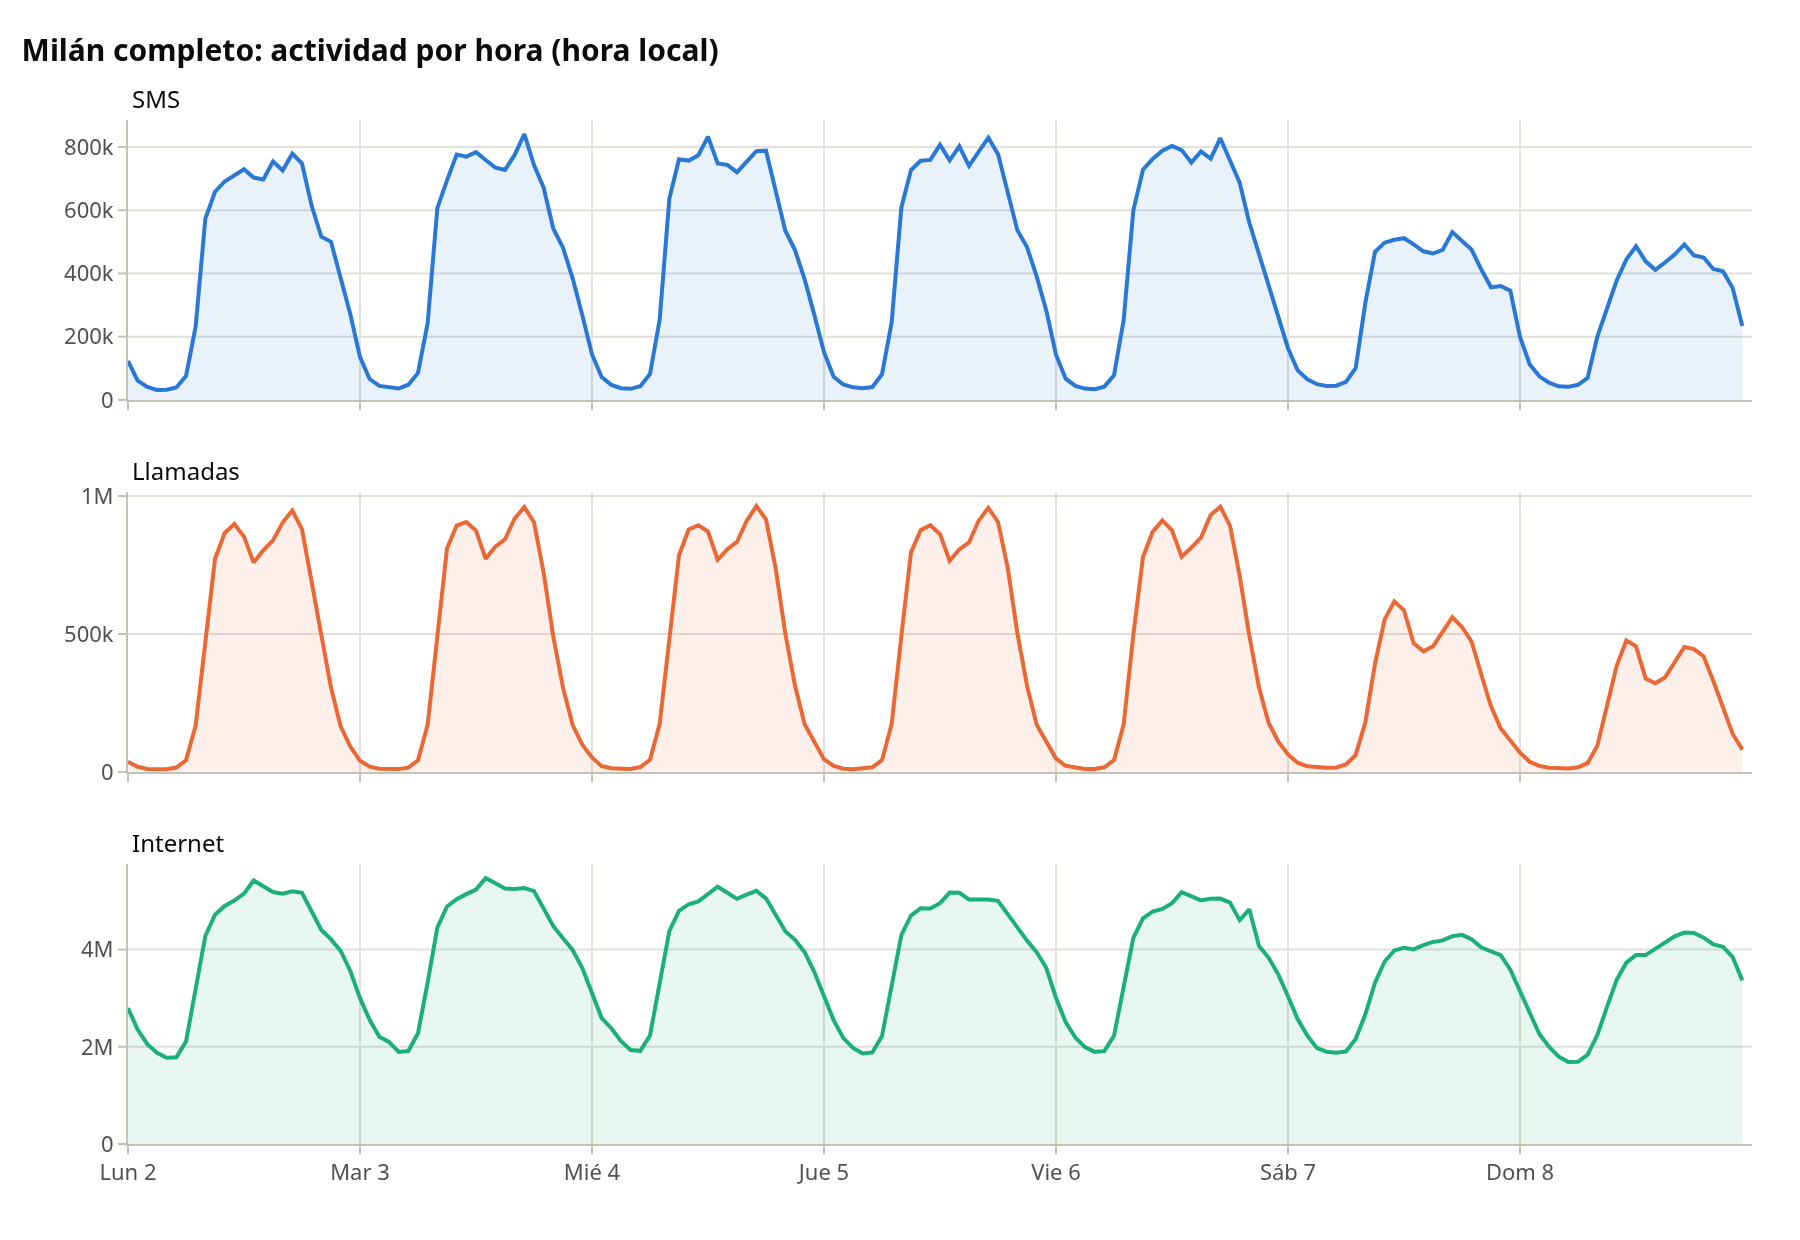 Milán completo: actividad por hora (hora local)
SMS
800k
600k
400k
200k
0
Llamadas
1M
500k
0
Internet
4M
2M
0
Lun 2 Mar 3 Mié 4 Jue 5 Vie 6 Sáb 7 Dom 8